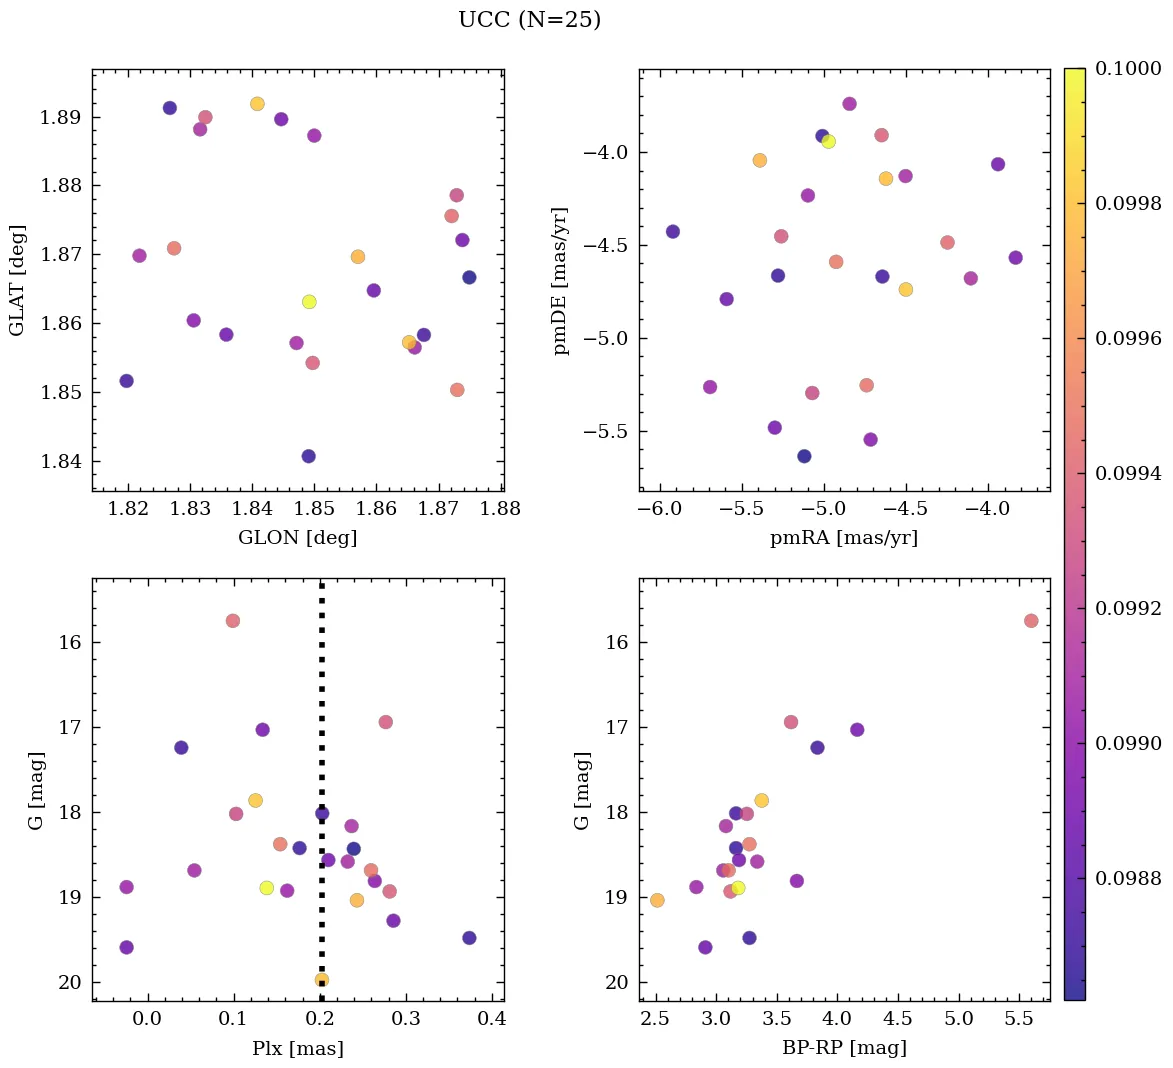 UCC (N=25)
1.89
1.88
1.87
1.86
1.85
1.84
GLAT [deg]
1.82 1.83 1.84 1.85 1.86 1.87 1.88
GLON [deg]
−4.0
−4.5
−5.0
−5.5
pmDE [mas/yr]
−6.0 −5.5 −5.0 −4.5 −4.0
pmRA [mas/yr]
16
17
18
19
20
G [mag]
0.0 0.1 0.2 0.3 0.4
Plx [mas]
16
17
18
19
20
G [mag]
2.5 3.0 3.5 4.0 4.5 5.0 5.5
BP-RP [mag]
0.1000
0.0998
0.0996
0.0994
0.0992
0.0990
0.0988